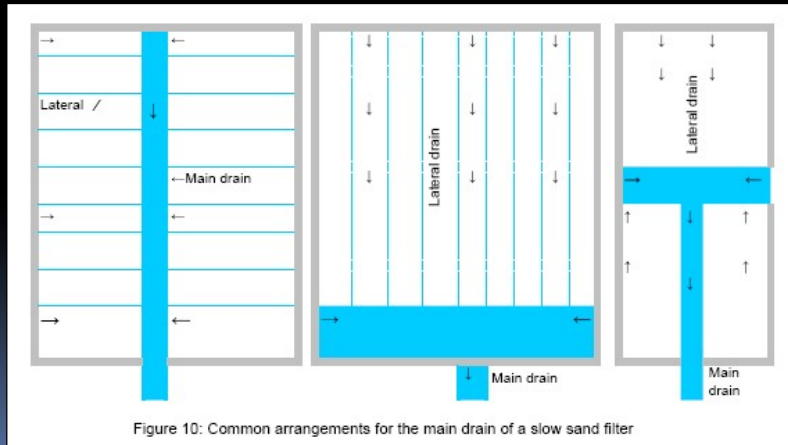 Lateral /
←Main drain
Lateral drain
Main drain
Lateral drain
Main
drain
Figure 10: Common arrangements for the main drain of a slow sand filter